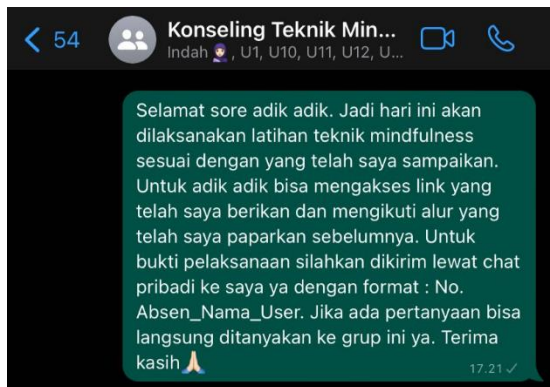 54
Konseling Teknik Min...
Indah 🧕🏻, U1, U10, U11, U12, U...
Selamat sore adik adik. Jadi hari ini akan
dilaksanakan latihan teknik mindfulness
sesuai dengan yang telah saya sampaikan.
Untuk adik adik bisa mengakses link yang
telah saya berikan dan mengikuti alur yang
telah saya paparkan sebelumnya. Untuk
bukti pelaksanaan silahkan dikirim lewat chat
pribadi ke saya ya dengan format : No.
Absen_Nama_User. Jika ada pertanyaan bisa
langsung ditanyakan ke grup ini ya. Terima
kasih🙏🏻
17.21